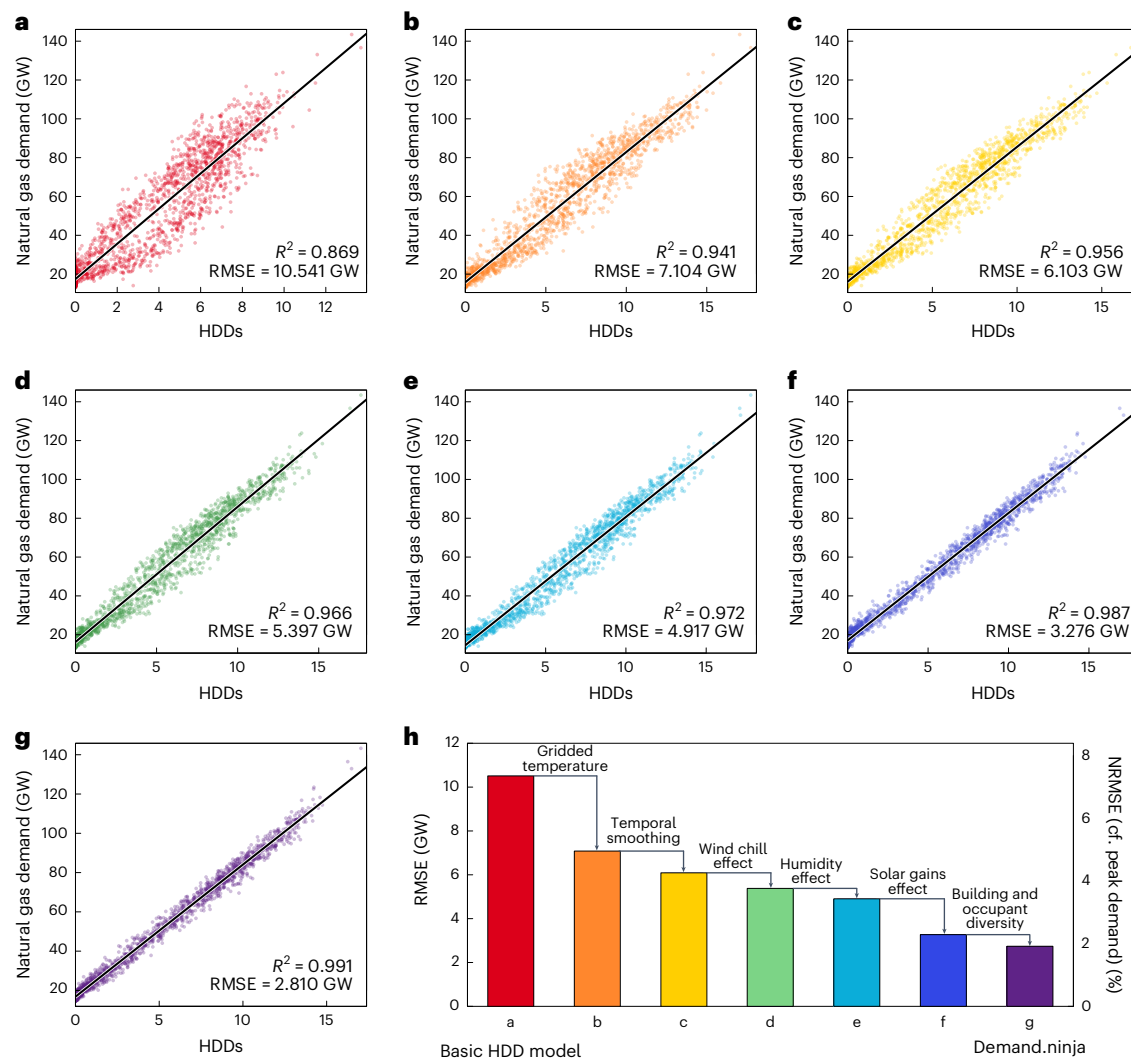 a
140
120
100
80
60
40
20
Natural gas demand (GW)
R² = 0.869
RMSE = 10.541 GW
0 2 4 6 8 10 12
HDDs
b
140
120
100
80
60
40
20
Natural gas demand (GW)
R² = 0.941
RMSE = 7.104 GW
0 5 10 15
HDDs
c
140
120
100
80
60
40
20
Natural gas demand (GW)
R² = 0.956
RMSE = 6.103 GW
0 5 10 15
HDDs
d
140
120
100
80
60
40
20
Natural gas demand (GW)
R² = 0.966
RMSE = 5.397 GW
0 5 10 15
HDDs
e
140
120
100
80
60
40
20
Natural gas demand (GW)
R² = 0.972
RMSE = 4.917 GW
0 5 10 15
HDDs
f
140
120
100
80
60
40
20
Natural gas demand (GW)
R² = 0.987
RMSE = 3.276 GW
0 5 10 15
HDDs
g
140
120
100
80
60
40
20
Natural gas demand (GW)
R² = 0.991
RMSE = 2.810 GW
0 5 10 15
HDDs
h
12
10
8
6
4
2
0
RMSE (GW)
Gridded
temperature
Temporal
smoothing
Wind chill
effect
Humidity
effect
Solar gains
effect
Building and
occupant
diversity
8
6
4
2
0
NRMSE (cf. peak demand) (%)
a b c d e f g
Basic HDD model
Demand.ninja